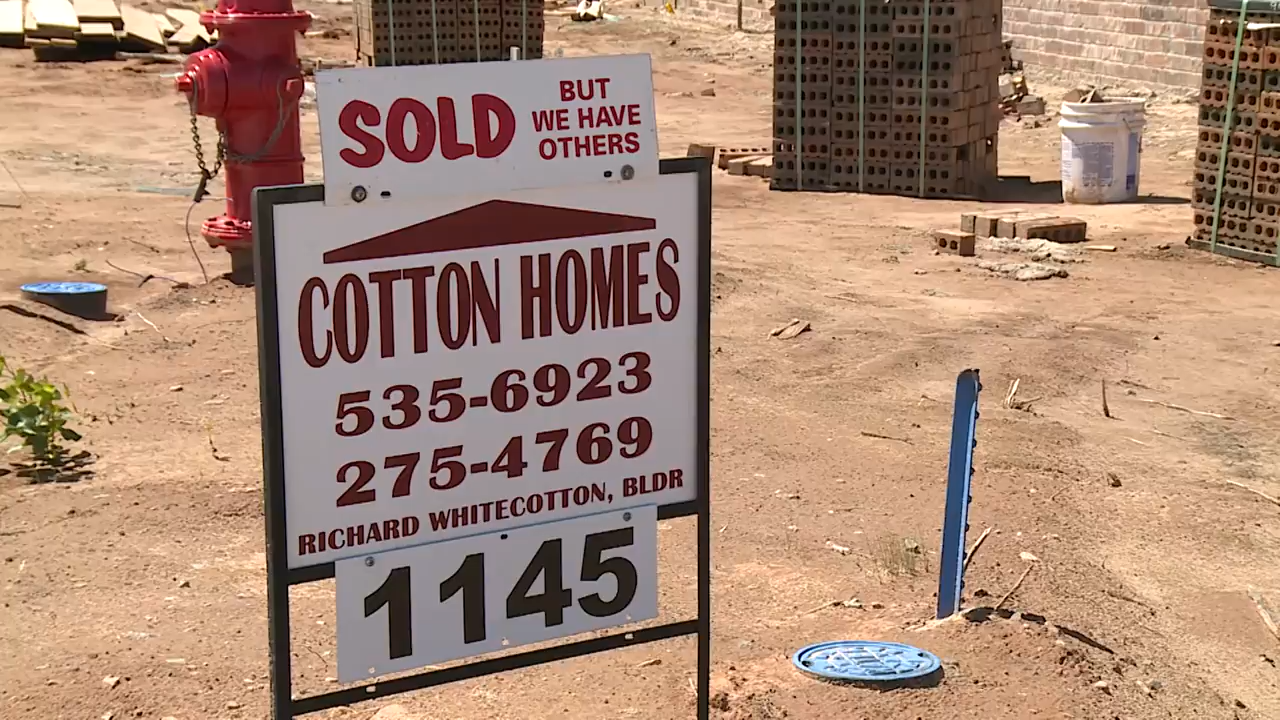 SOLD
BUT
WE HAVE
OTHERS
COTTON HOMES
535-6923
275-4769
RICHARD WHITECOTTON, BLDR
1145